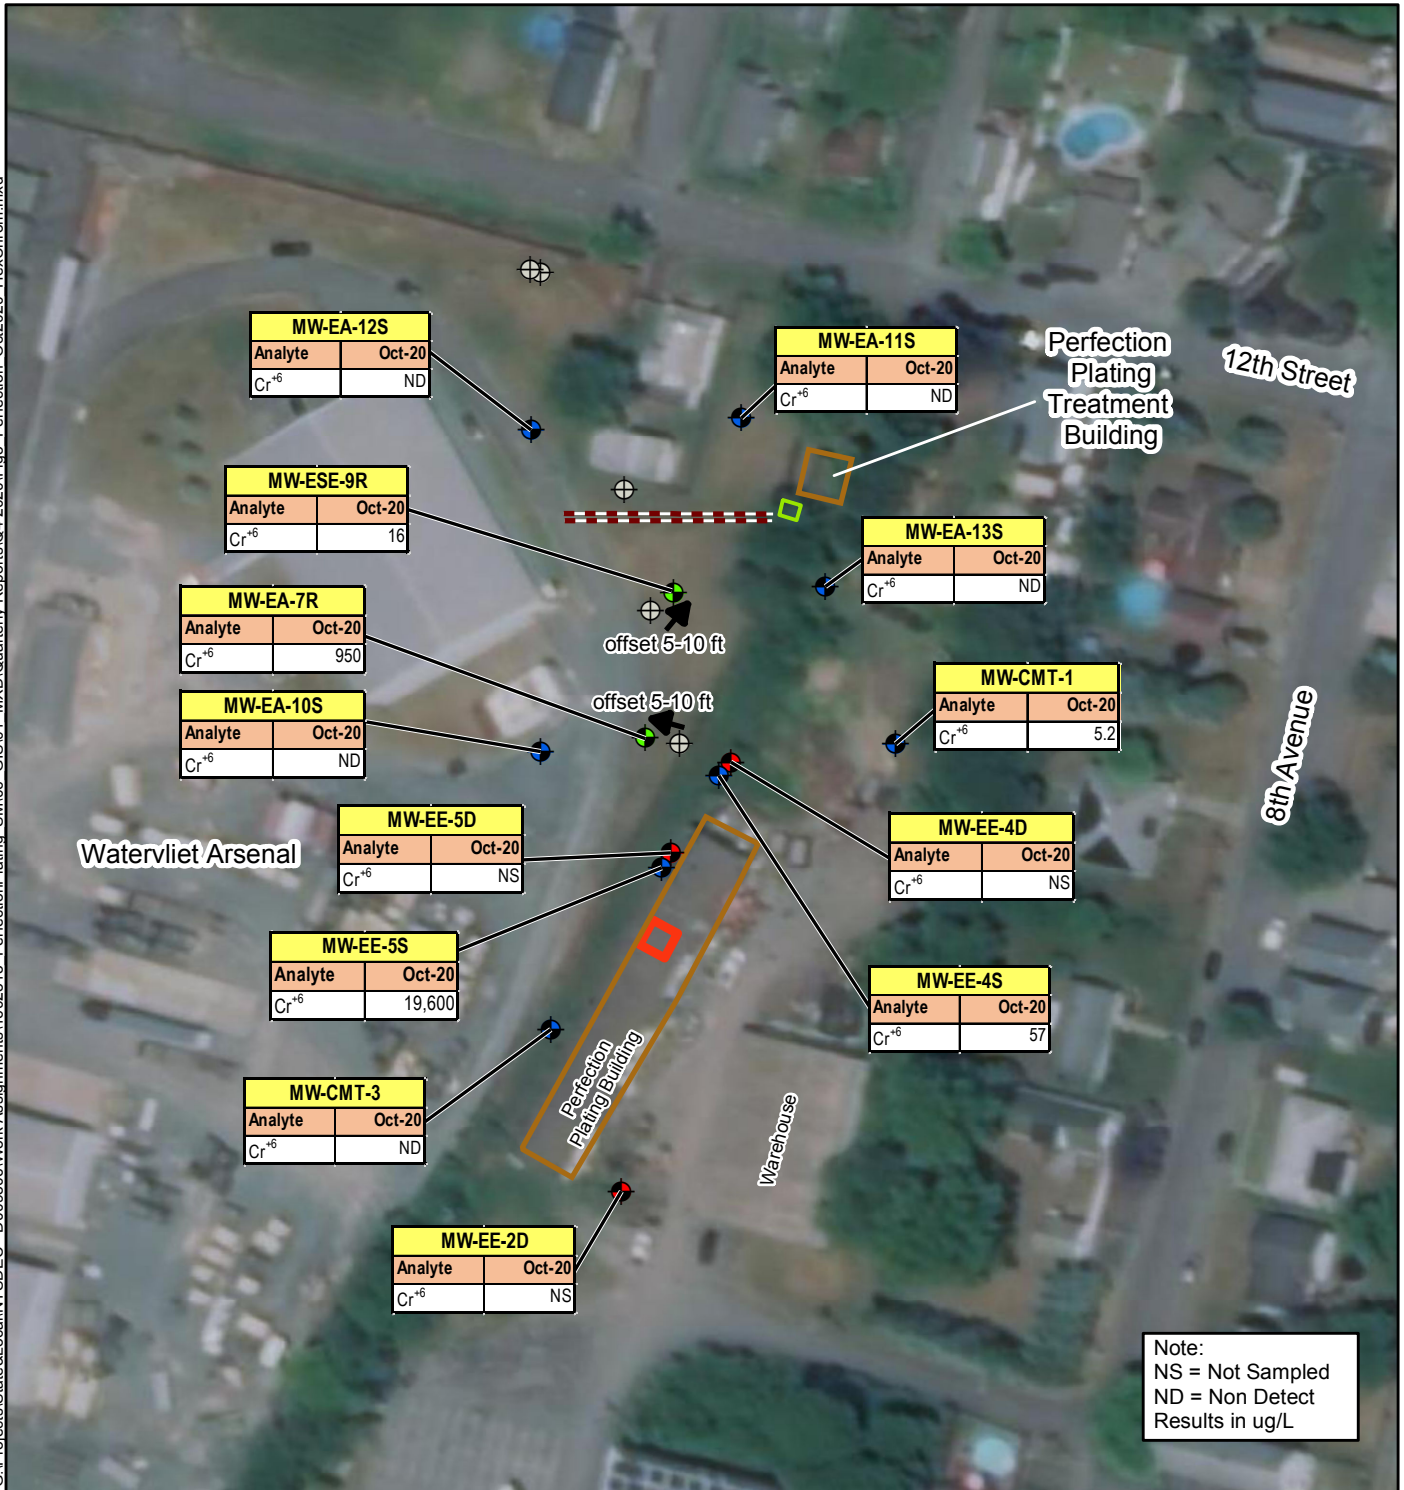 MW-EA-12S
Analyte Oct-20
Cr+6 ND
MW-EA-11S
Analyte Oct-20
Cr+6 ND
Perfection
Plating
Treatment
Building
12th Street
MW-ESE-9R
Analyte Oct-20
Cr+6 16
MW-EA-13S
Analyte Oct-20
Cr+6 ND
MW-EA-7R
Analyte Oct-20
Cr+6 950
offset 5-10 ft
offset 5-10 ft
MW-EA-10S
Analyte Oct-20
Cr+6 ND
MW-CMT-1
Analyte Oct-20
Cr+6 5.2
8th Avenue
Watervliet Arsenal
MW-EE-5D
Analyte Oct-20
Cr+6 NS
MW-EE-4D
Analyte Oct-20
Cr+6 NS
MW-EE-5S
Analyte Oct-20
Cr+6 19,600
MW-EE-4S
Analyte Oct-20
Cr+6 57
Perfection
Plating Building
Warehouse
MW-CMT-3
Analyte Oct-20
Cr+6 ND
MW-EE-2D
Analyte Oct-20
Cr+6 NS
Note:
NS = Not Sampled
ND = Non Detect
Results in ug/L